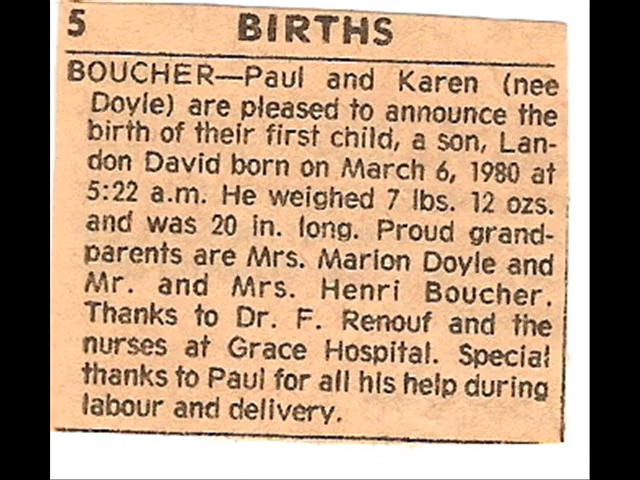 5 BIRTHS
BOUCHER—Paul and Karen (nee
Doyle) are pleased to announce the
birth of their first child, a son, Lan-
don David born on March 6, 1980 at
5:22 a.m. He weighed 7 lbs. 12 ozs.
and was 20 in. long. Proud grand-
parents are Mrs. Marion Doyle and
Mr. and Mrs. Henri Boucher.
Thanks to Dr. F. Renouf and the
nurses at Grace Hospital. Special
thanks to Paul for all his help during
labour and delivery.